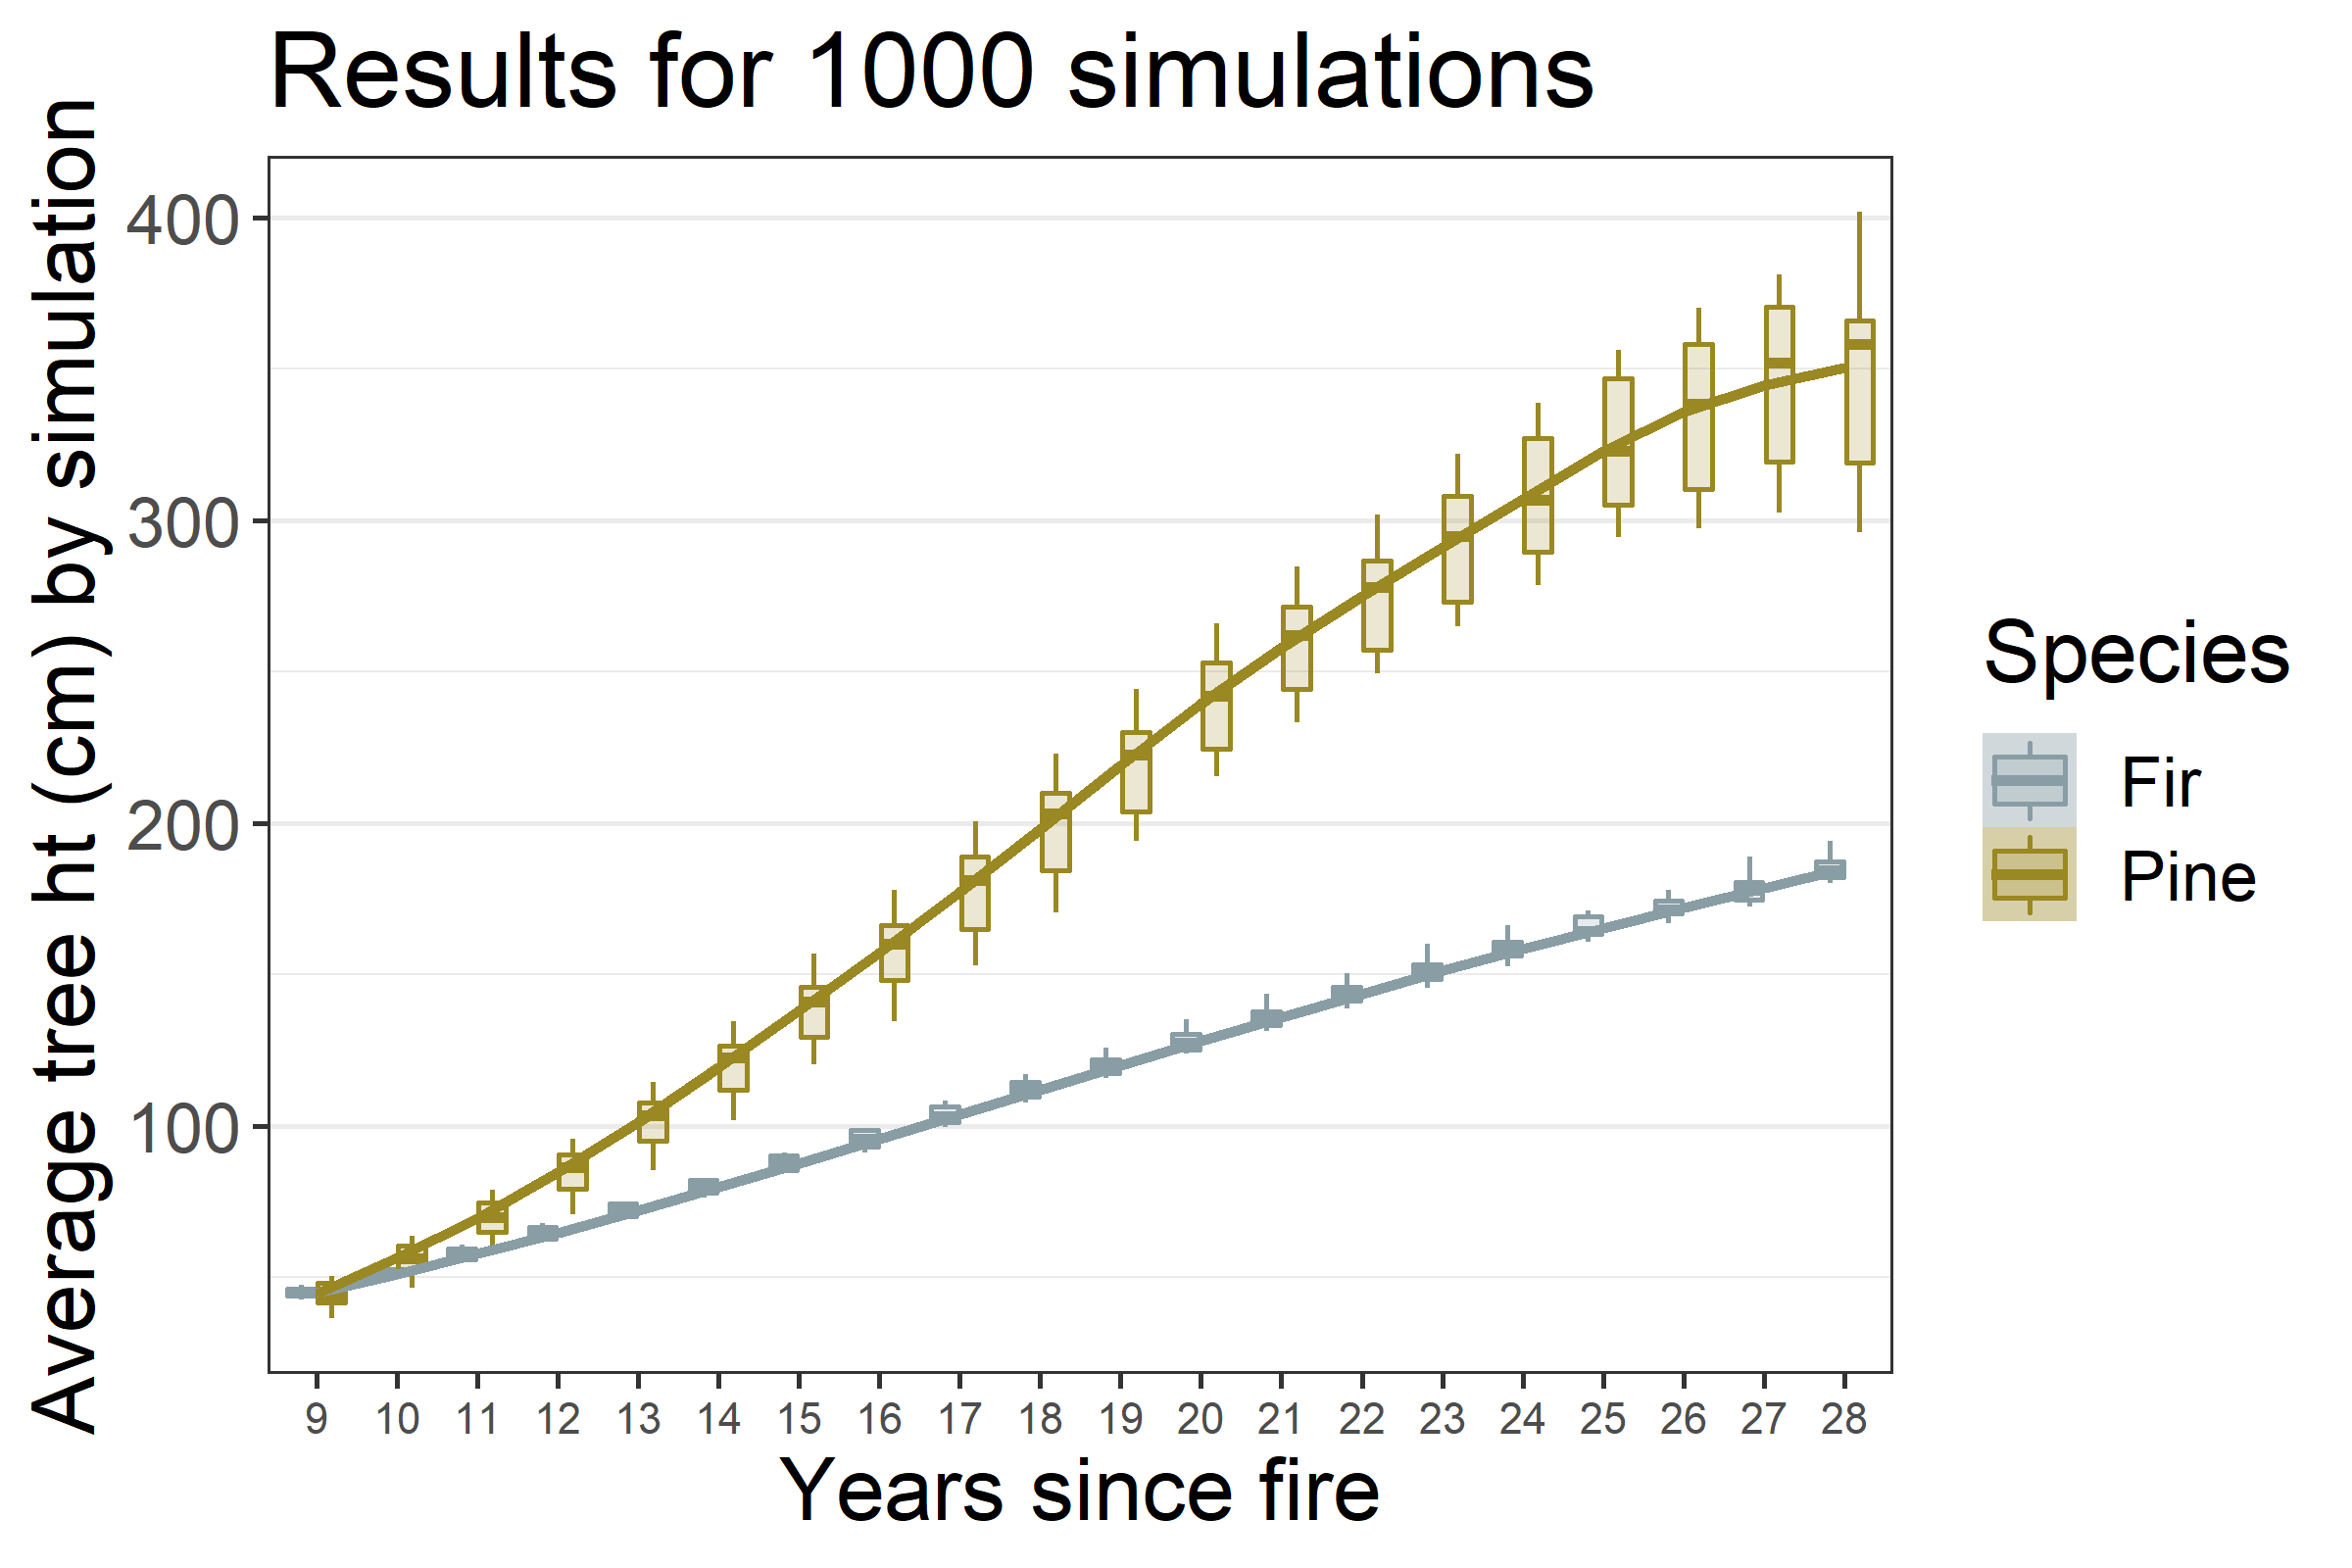 Results for 1000 simulations
Average tree ht (cm) by simulation
400
300
200
100
9 10 11 12 13 14 15 16 17 18 19 20 21 22 23 24 25 26 27 28
Years since fire
Species
Fir
Pine